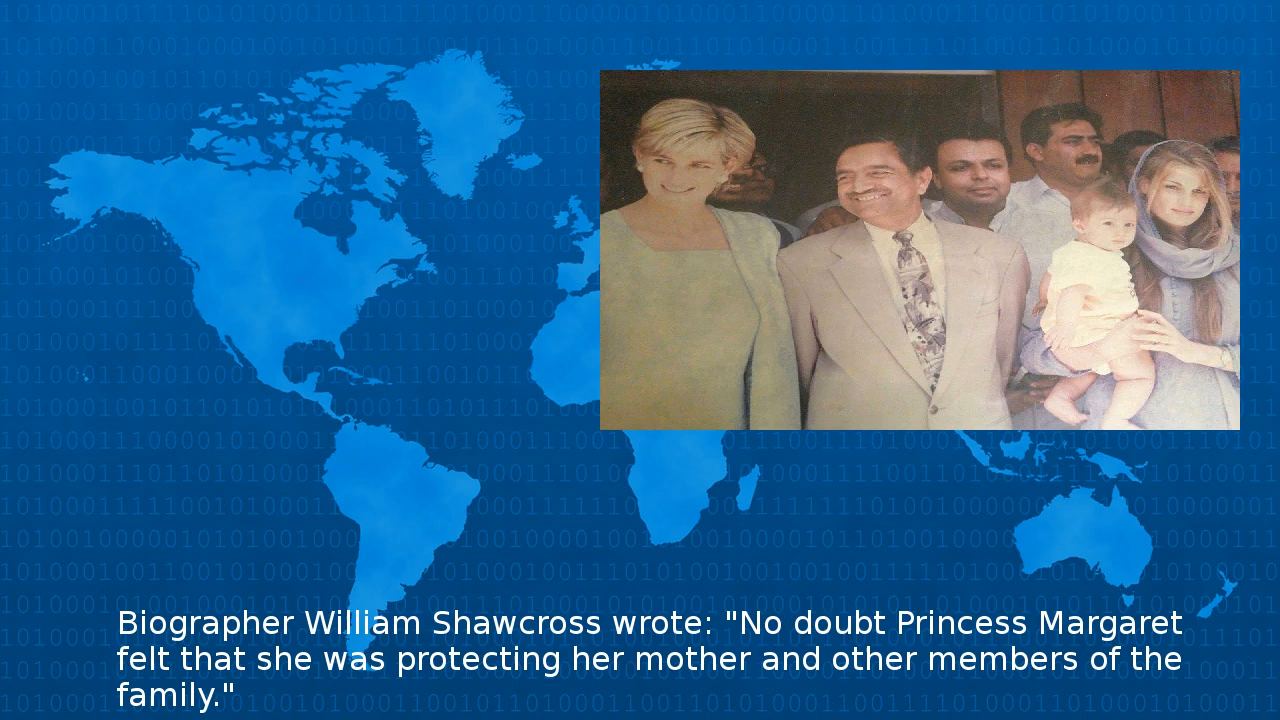 Biographer William Shawcross wrote: "No doubt Princess Margaret
felt that she was protecting her mother and other members of the
family."